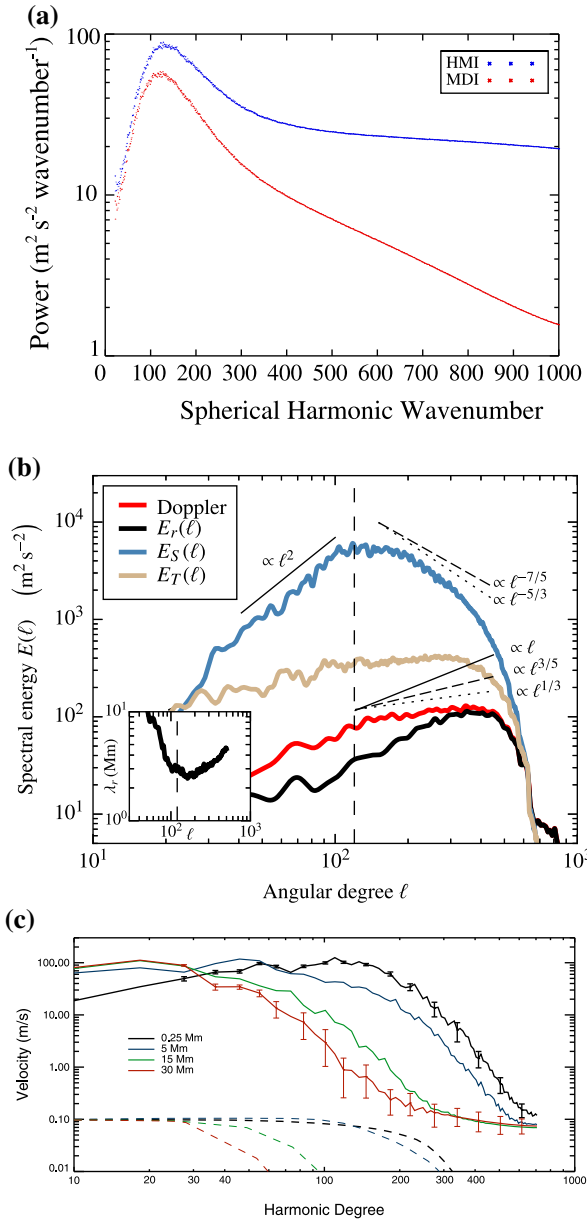 (a)
Power (m² s⁻² wavenumber⁻¹)
100
10
1
HMI
MDI
0 100 200 300 400 500 600 700 800 900 1000
Spherical Harmonic Wavenumber
(b)
Spectral energy E(ℓ) (m² s⁻²)
10⁴
10³
10²
10¹
Doppler
E_r(ℓ)
E_S(ℓ)
E_T(ℓ)
∝ ℓ²
∝ ℓ^{-7/5}
∝ ℓ^{-5/3}
∝ ℓ
∝ ℓ^{3/5}
∝ ℓ^{1/3}
λ_r (Mm)
10¹
10⁰
10² ℓ 10³
10¹ 10² 10³
Angular degree ℓ
(c)
Velocity (m/s)
100.00
10.00
1.00
0.10
0.01
0.25 Mm
5 Mm
15 Mm
30 Mm
10 20 40 60 100 200 400 600 1000
Harmonic Degree